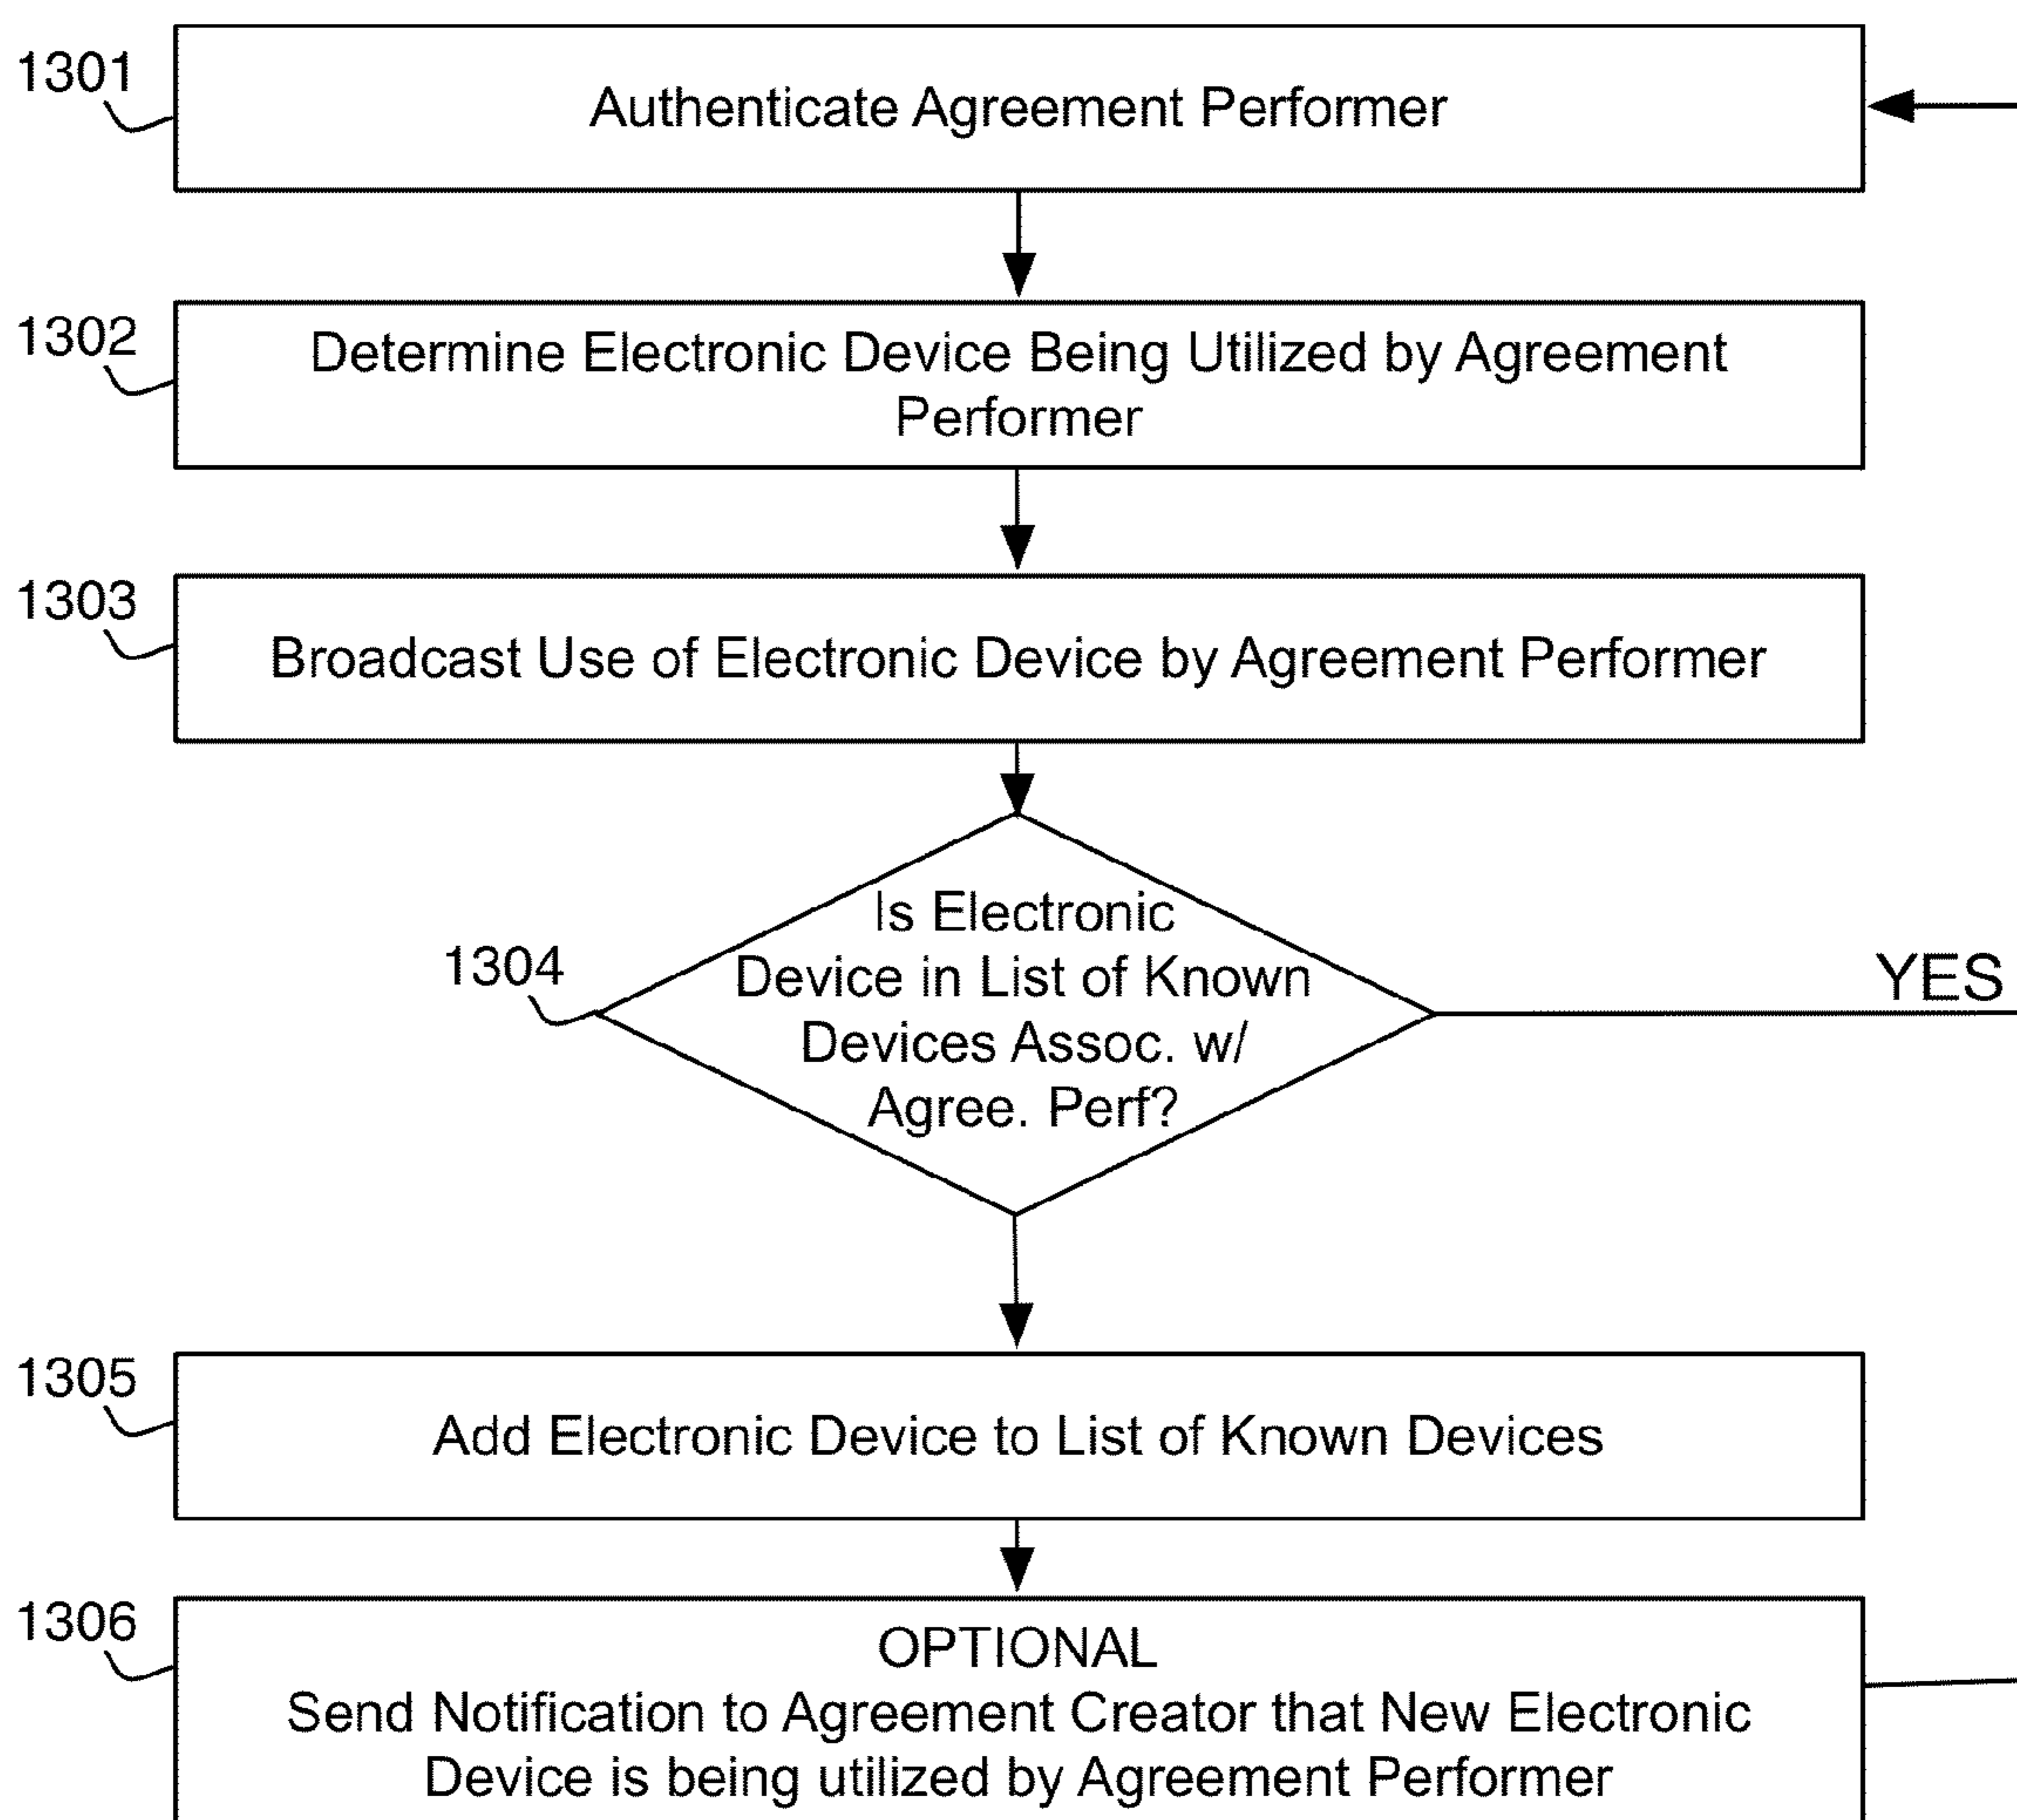 1301
Authenticate Agreement Performer
1302
Determine Electronic Device Being Utilized by Agreement
Performer
1303
Broadcast Use of Electronic Device by Agreement Performer
1304
Is Electronic
Device in List of Known
Devices Assoc. w/
Agree. Perf?
YES
1305
Add Electronic Device to List of Known Devices
1306
OPTIONAL
Send Notification to Agreement Creator that New Electronic
Device is being utilized by Agreement Performer